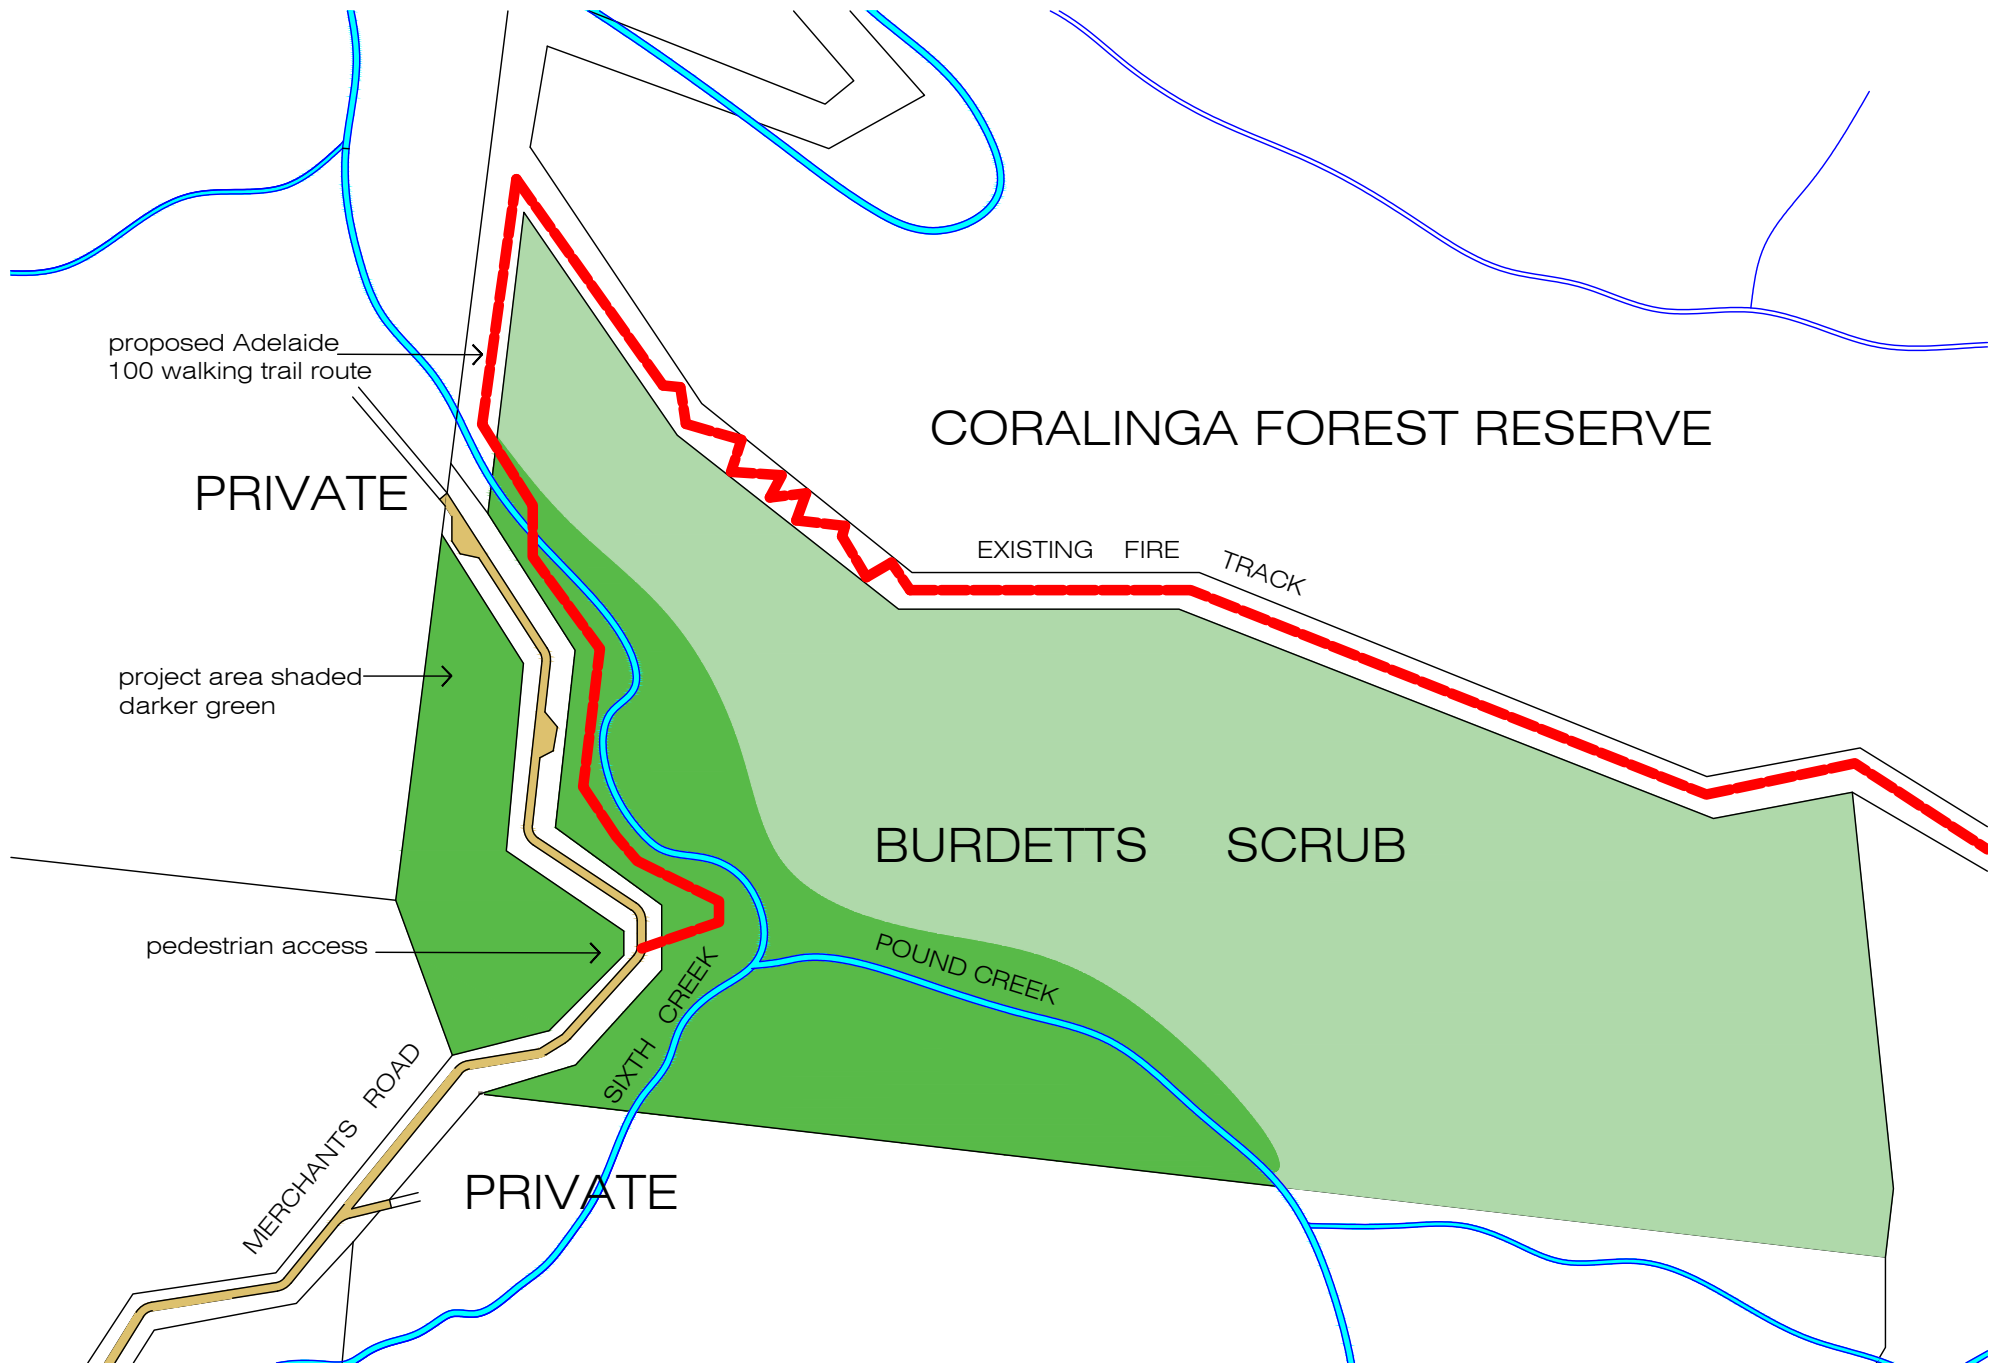 proposed Adelaide
100 walking trail route
CORALINGA FOREST RESERVE
PRIVATE
EXISTING FIRE TRACK
project area shaded
darker green
BURDETTS SCRUB
pedestrian access
POUND CREEK
SIXTH CREEK
MERCHANTS ROAD
PRIVATE